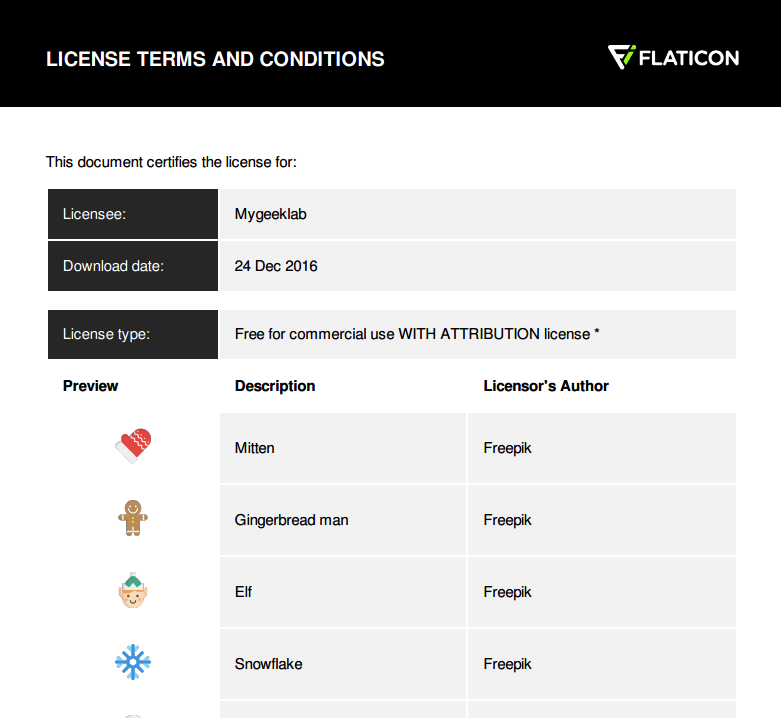 LICENSE TERMS AND CONDITIONS
FLATICON
This document certifies the license for:
Licensee: Mygeeklab
Download date: 24 Dec 2016
License type: Free for commercial use WITH ATTRIBUTION license *
Preview Description Licensor's Author
Mitten Freepik
Gingerbread man Freepik
Elf Freepik
Snowflake Freepik